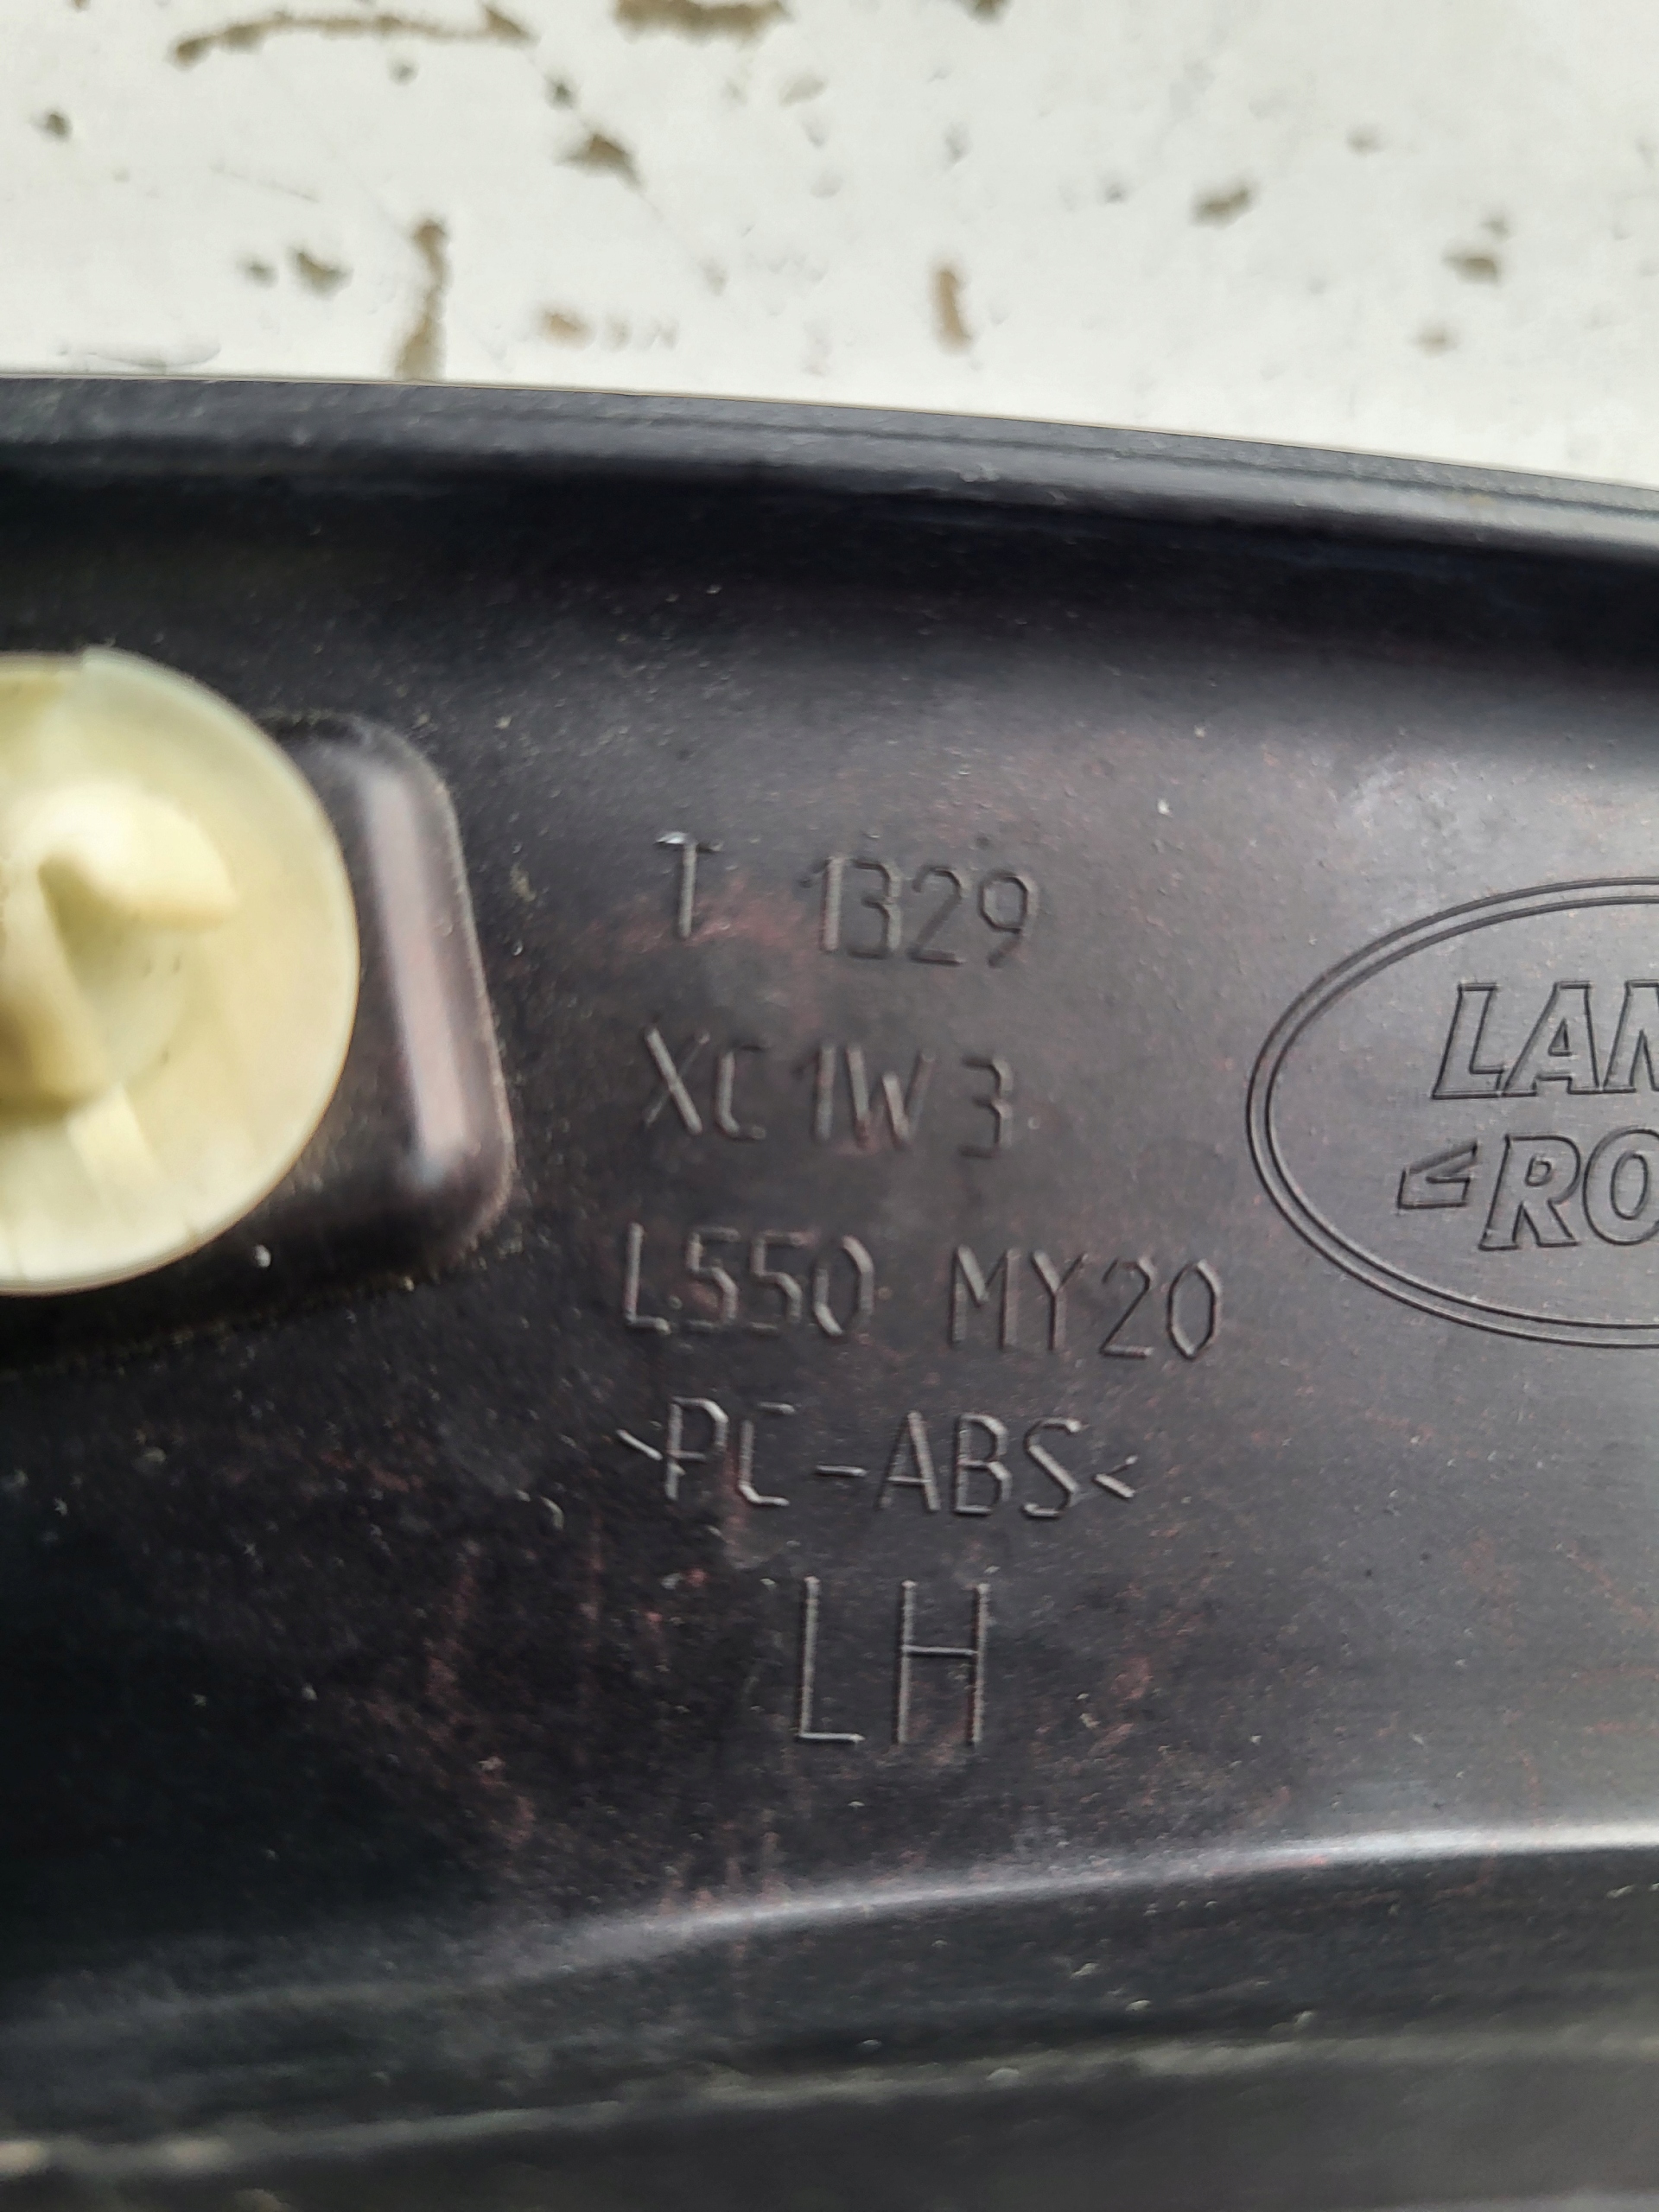 T 1329
XC1W3
L550 MY20
>PC-ABS<
LH